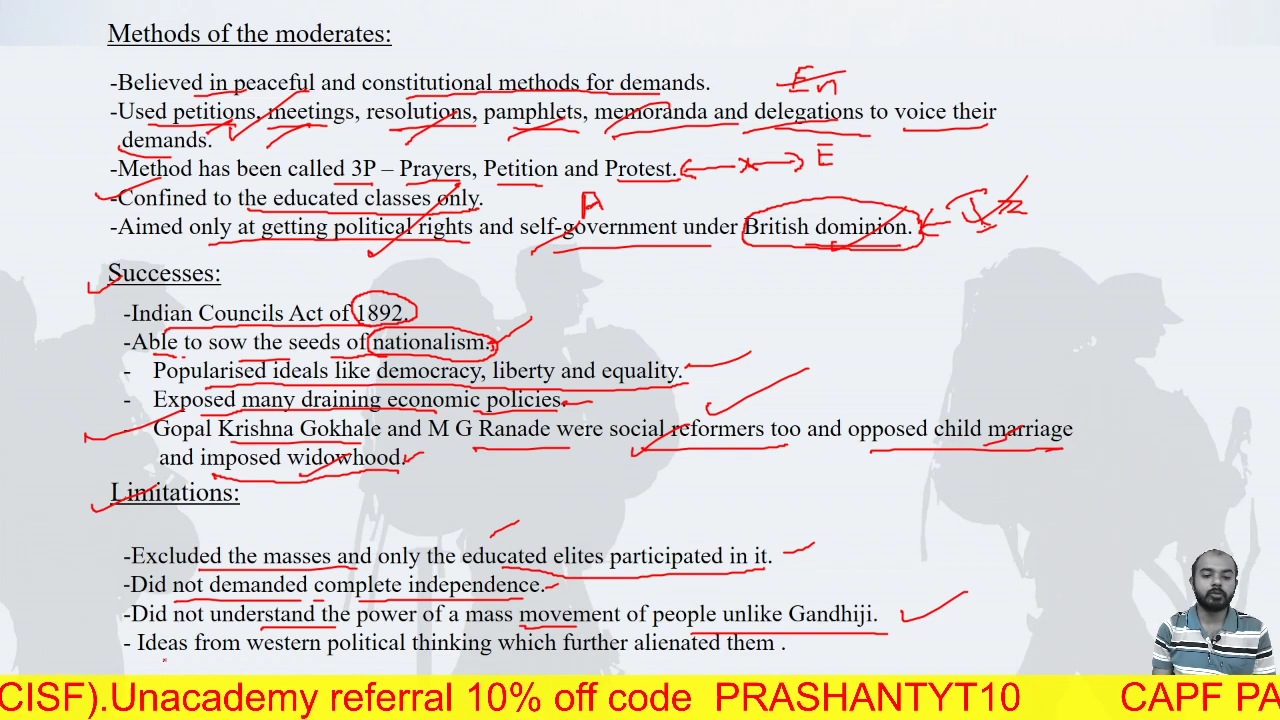 Methods of the moderates:
-Believed in peaceful and constitutional methods for demands.
En
-Used petitions, meetings, resolutions, pamphlets, memoranda and delegations to voice their
demands.
-Method has been called 3P – Prayers, Petition and Protest.
E
-Confined to the educated classes only.
A
-Aimed only at getting political rights and self-government under British dominion.
Successes:
-Indian Councils Act of 1892.
-Able to sow the seeds of nationalism.
- Popularised ideals like democracy, liberty and equality.
- Exposed many draining economic policies.
- Gopal Krishna Gokhale and M G Ranade were social reformers too and opposed child marriage
and imposed widowhood.
Limitations:
-Excluded the masses and only the educated elites participated in it.
-Did not demanded complete independence.
-Did not understand the power of a mass movement of people unlike Gandhiji.
- Ideas from western political thinking which further alienated them .
CISF).Unacademy referral 10% off code PRASHANTYT10 CAPF PA